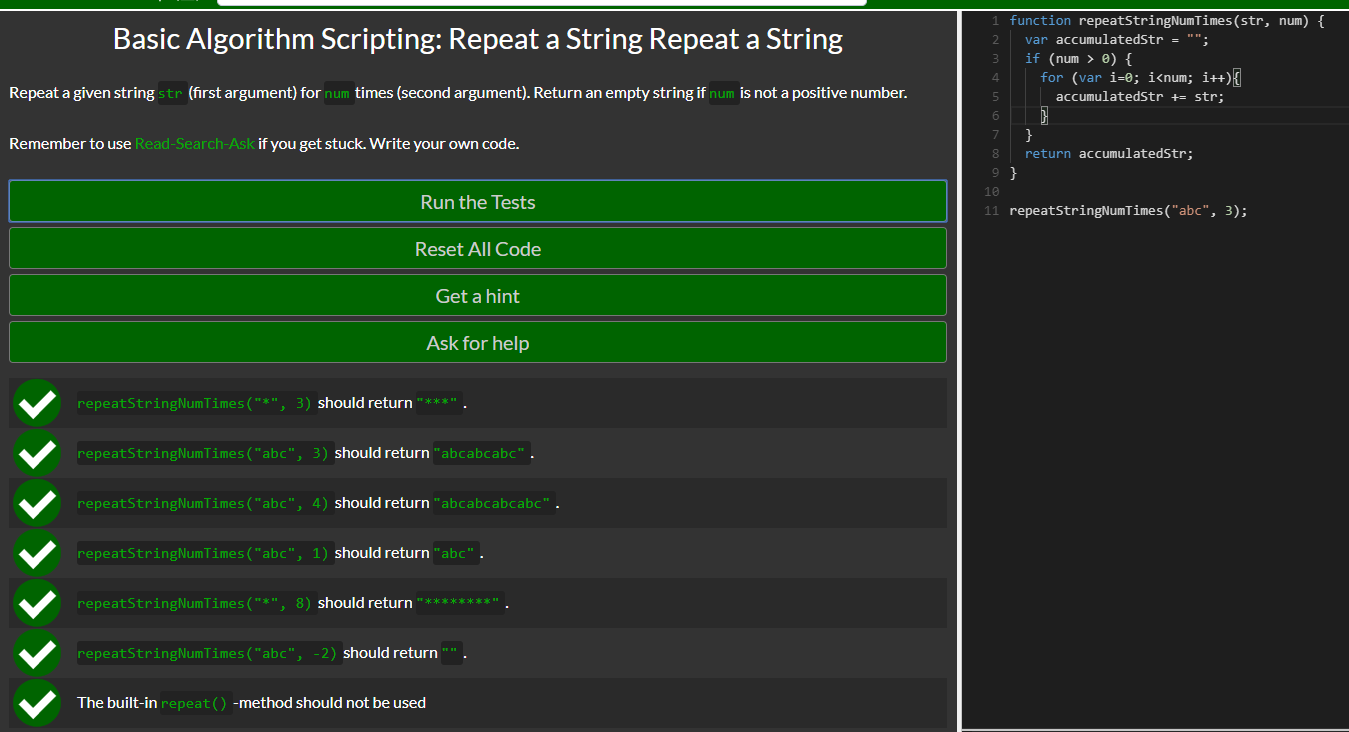 Basic Algorithm Scripting: Repeat a String Repeat a String
Repeat a given string str (first argument) for num times (second argument). Return an empty string if num is not a positive number.
Remember to use Read-Search-Ask if you get stuck. Write your own code.
Run the Tests
Reset All Code
Get a hint
Ask for help
repeatStringNumTimes("*", 3) should return "***" .
repeatStringNumTimes("abc", 3) should return "abcabcabc" .
repeatStringNumTimes("abc", 4) should return "abcabcabcabc" .
repeatStringNumTimes("abc", 1) should return "abc" .
repeatStringNumTimes("*", 8) should return "********" .
repeatStringNumTimes("abc", -2) should return "" .
The built-in repeat() -method should not be used
1 function repeatStringNumTimes(str, num) {
2   var accumulatedStr = "";
3   if (num > 0) {
4     for (var i=0; i<num; i++){
5       accumulatedStr += str;
6     }
7   }
8   return accumulatedStr;
9 }
10
11 repeatStringNumTimes("abc", 3);